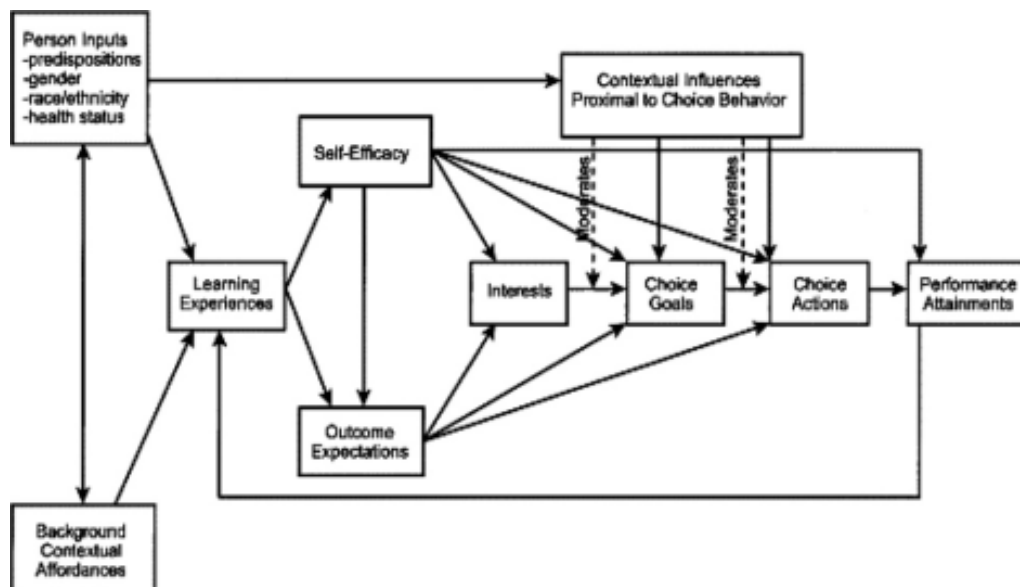 Person Inputs
-predispositions
-gender
-race/ethnicity
-health status
Contextual Influences
Proximal to Choice Behavior
Self-Efficacy
Moderates
Moderates
Learning
Experiences
Interests
Choice
Goals
Choice
Actions
Performance
Attainments
Outcome
Expectations
Background
Contextual
Affordances